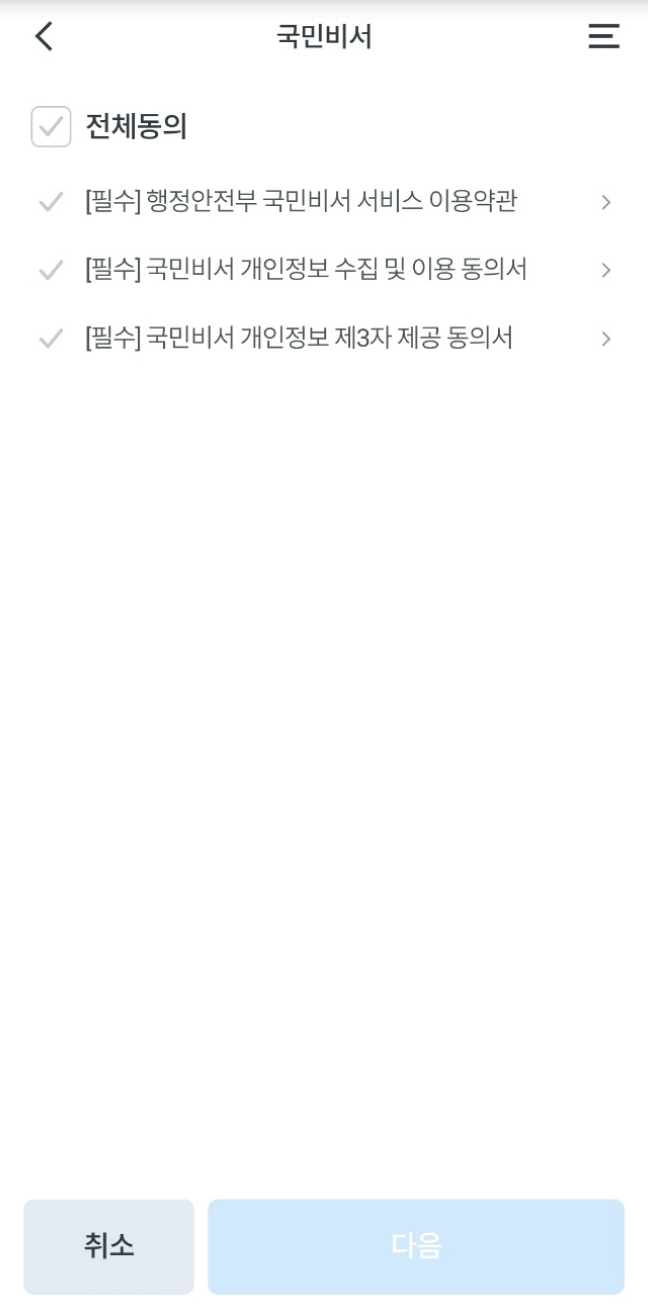 국민비서
전체동의
[필수] 행정안전부 국민비서 서비스 이용약관
[필수] 국민비서 개인정보 수집 및 이용 동의서
[필수] 국민비서 개인정보 제3자 제공 동의서
취소
다음